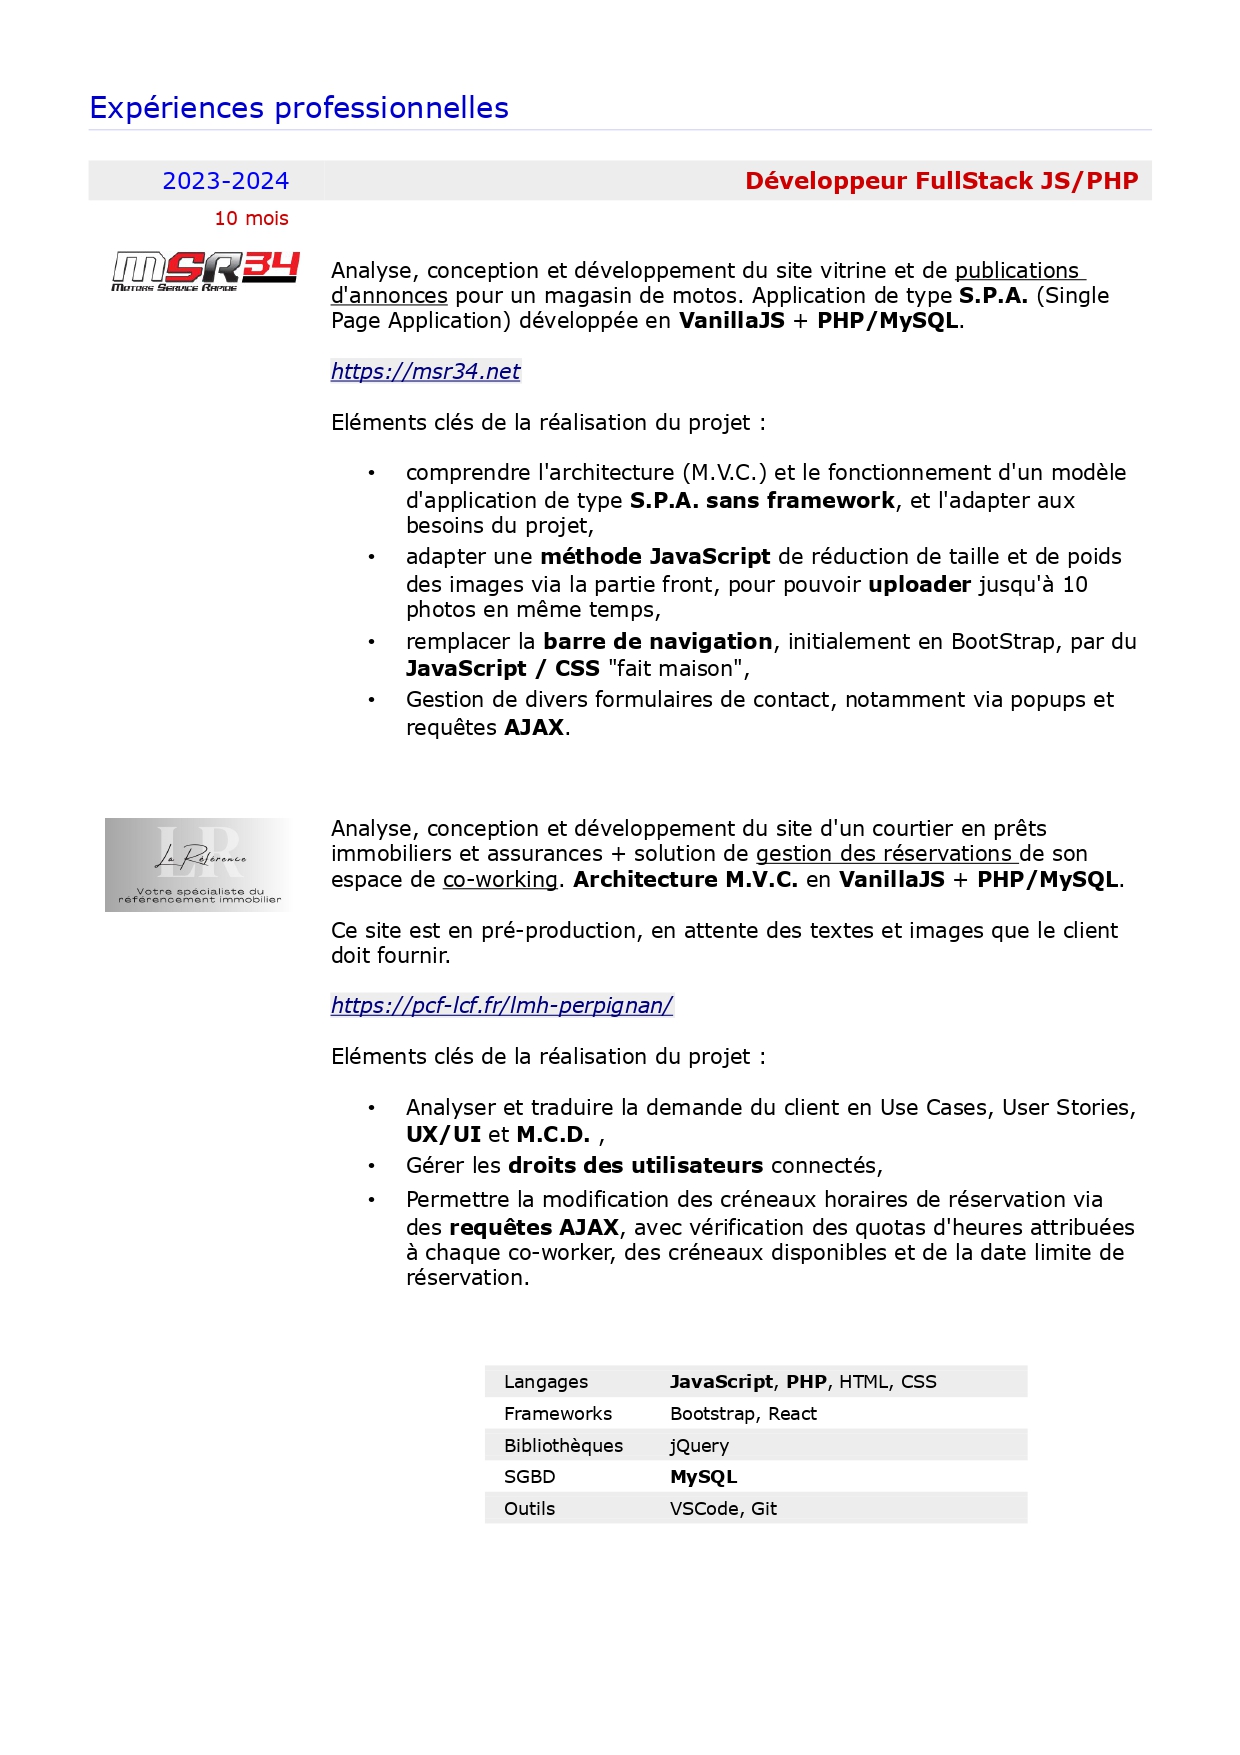 Expériences professionnelles
2023-2024 Développeur FullStack JS/PHP
10 mois
MSR34
Motors Service Rapide
Analyse, conception et développement du site vitrine et de publications
d'annonces pour un magasin de motos. Application de type S.P.A. (Single
Page Application) développée en VanillaJS + PHP/MySQL.
https://msr34.net
Eléments clés de la réalisation du projet :
• comprendre l'architecture (M.V.C.) et le fonctionnement d'un modèle
d'application de type S.P.A. sans framework, et l'adapter aux
besoins du projet,
• adapter une méthode JavaScript de réduction de taille et de poids
des images via la partie front, pour pouvoir uploader jusqu'à 10
photos en même temps,
• remplacer la barre de navigation, initialement en BootStrap, par du
JavaScript / CSS "fait maison",
• Gestion de divers formulaires de contact, notamment via popups et
requêtes AJAX.
LR
La Référence
Votre spécialiste du
référencement immobilier
Analyse, conception et développement du site d'un courtier en prêts
immobiliers et assurances + solution de gestion des réservations de son
espace de co-working. Architecture M.V.C. en VanillaJS + PHP/MySQL.
Ce site est en pré-production, en attente des textes et images que le client
doit fournir.
https://pcf-lcf.fr/lmh-perpignan/
Eléments clés de la réalisation du projet :
• Analyser et traduire la demande du client en Use Cases, User Stories,
UX/UI et M.C.D. ,
• Gérer les droits des utilisateurs connectés,
• Permettre la modification des créneaux horaires de réservation via
des requêtes AJAX, avec vérification des quotas d'heures attribuées
à chaque co-worker, des créneaux disponibles et de la date limite de
réservation.
Langages JavaScript, PHP, HTML, CSS
Frameworks Bootstrap, React
Bibliothèques jQuery
SGBD MySQL
Outils VSCode, Git